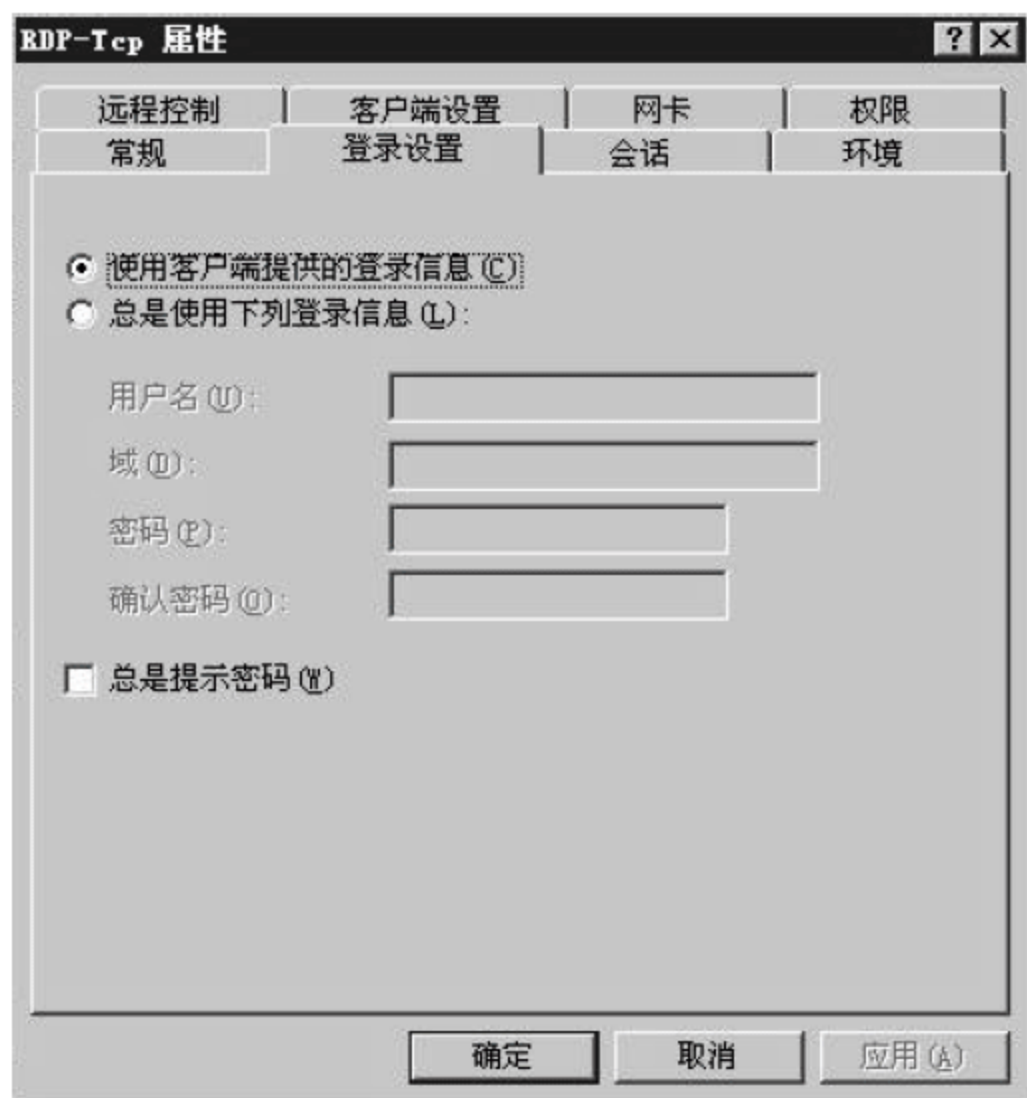 RDP-Tcp 属性
远程控制 客户端设置 网卡 权限
常规 登录设置 会话 环境
使用客户端提供的登录信息(C)
总是使用下列登录信息(L):
用户名(U):
域(D):
密码(P):
确认密码(O):
总是提示密码(W)
确定 取消 应用(A)